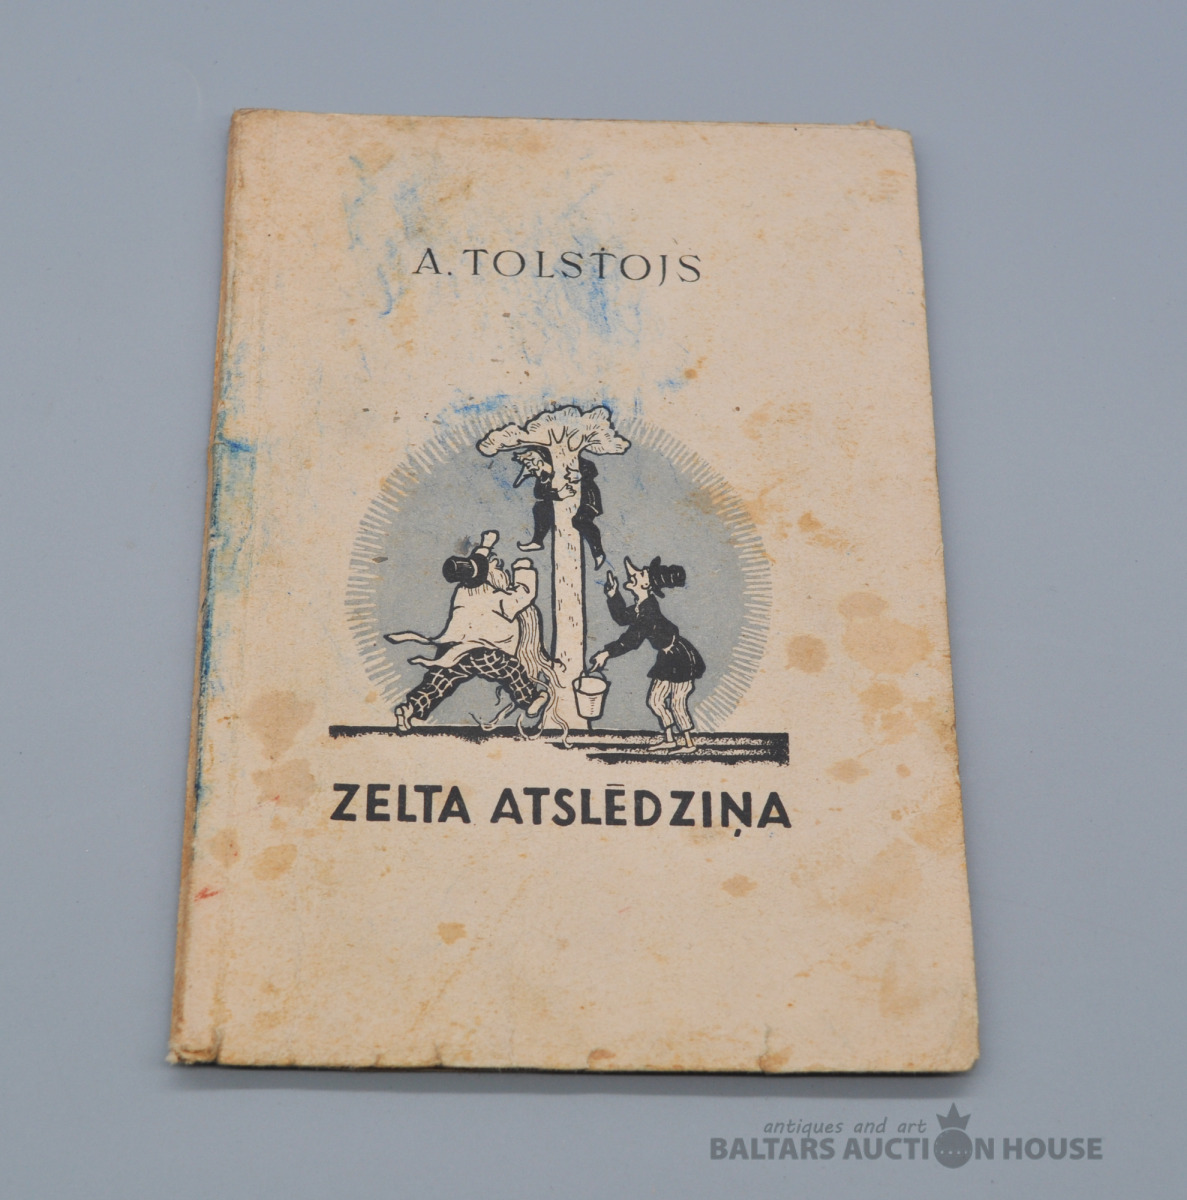 A. TOLSTOJS
ZELTA ATSLĒDZIŅA
antiques and art
BALTARS AUCTION HOUSE